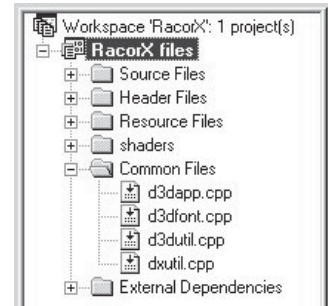 Workspace 'RacorX': 1 project(s)
RacorX files
Source Files
Header Files
Resource Files
shaders
Common Files
d3dapp.cpp
d3dfont.cpp
d3dutil.cpp
dxutil.cpp
External Dependencies